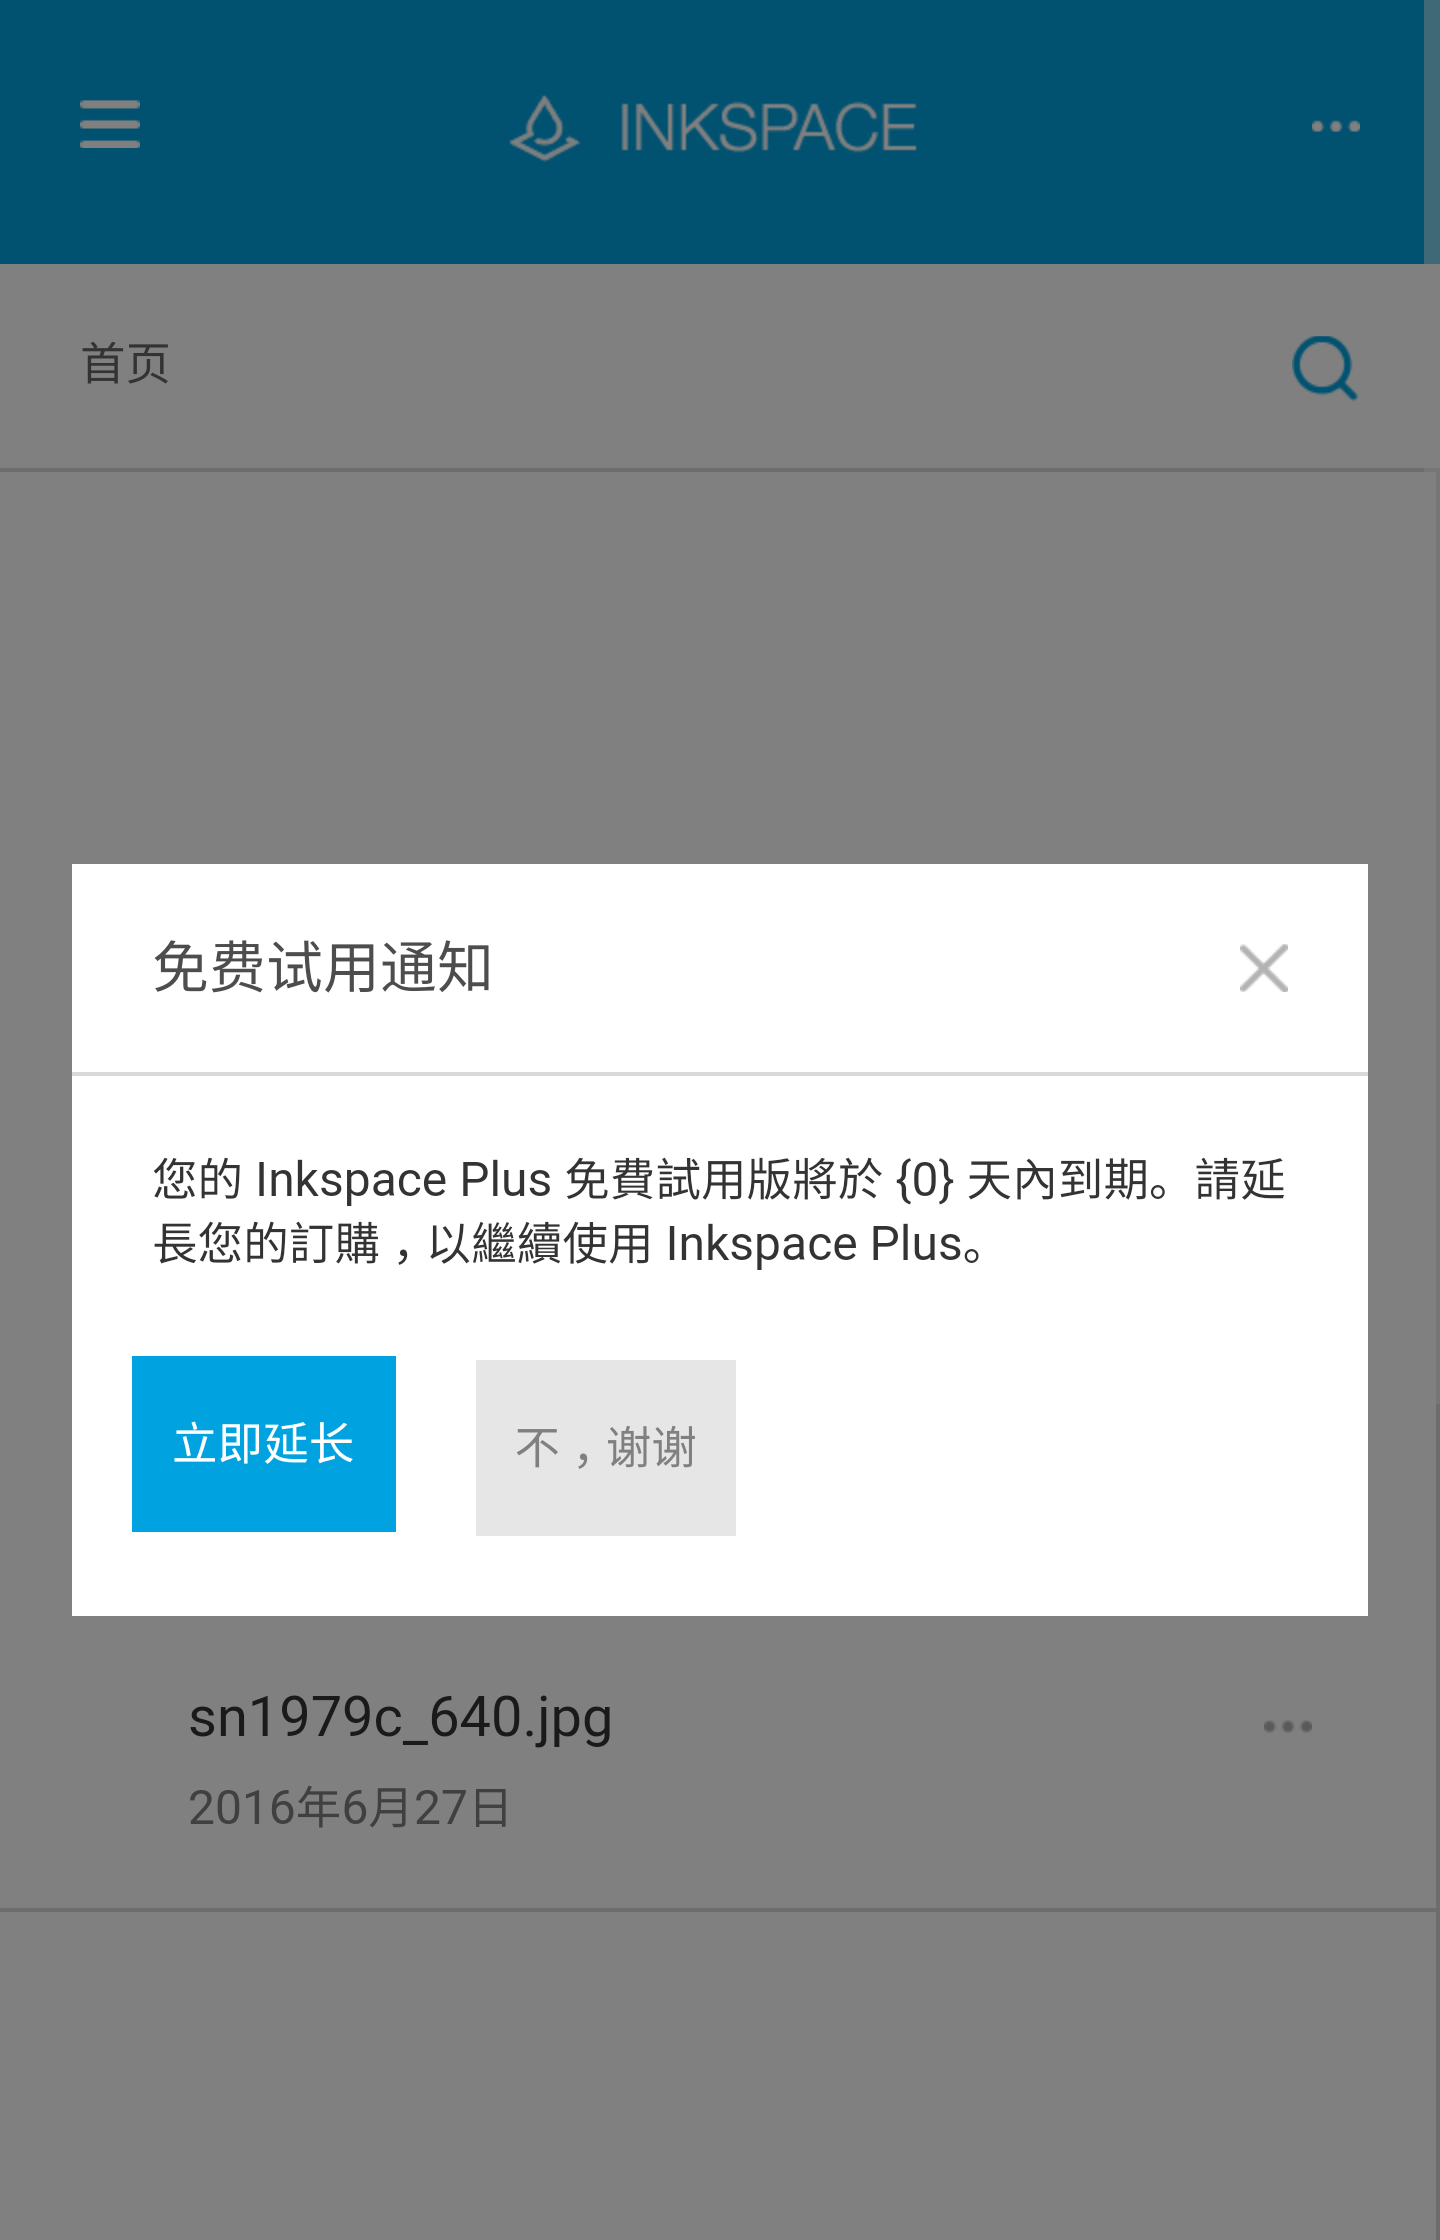 INKSPACE
首页
免费试用通知
您的 Inkspace Plus 免費試用版將於 {0} 天內到期。請延
長您的訂購，以繼續使用 Inkspace Plus。
立即延长
不，谢谢
sn1979c_640.jpg
2016年6月27日